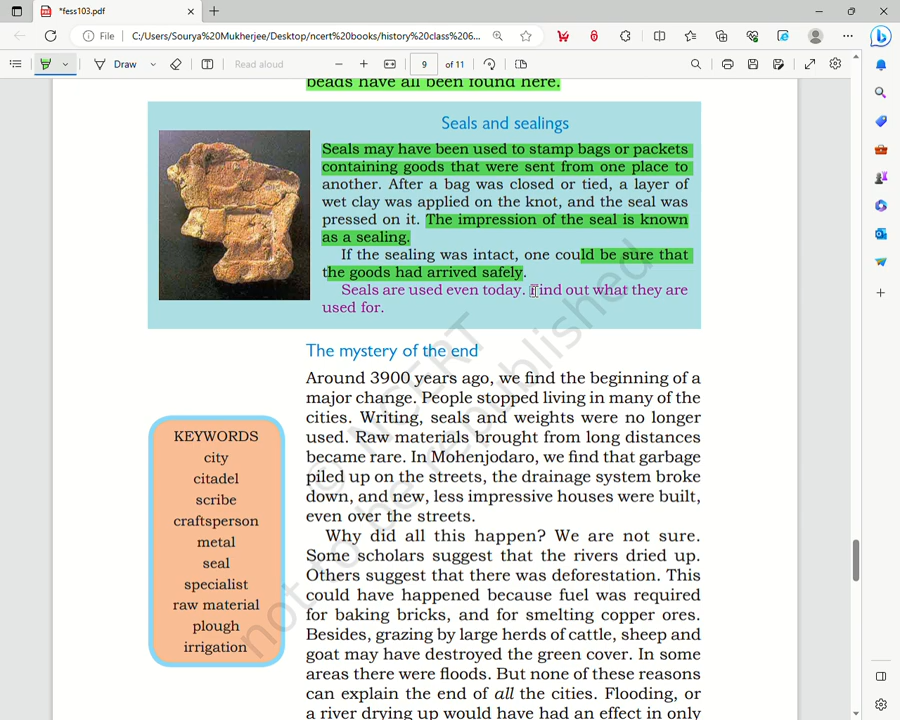 *fess103.pdf
File
C:/Users/Sourya%20Mukherjee/Desktop/ncert%20books/history%20class%206...
Draw
Read aloud
9
of 11
beads have all been found here.
Seals and sealings
Seals may have been used to stamp bags or packets
containing goods that were sent from one place to
another. After a bag was closed or tied, a layer of
wet clay was applied on the knot, and the seal was
pressed on it. The impression of the seal is known
as a sealing.
If the sealing was intact, one could be sure that
the goods had arrived safely.
Seals are used even today. Find out what they are
used for.
The mystery of the end
Around 3900 years ago, we find the beginning of a
major change. People stopped living in many of the
cities. Writing, seals and weights were no longer
used. Raw materials brought from long distances
became rare. In Mohenjodaro, we find that garbage
piled up on the streets, the drainage system broke
down, and new, less impressive houses were built,
even over the streets.
Why did all this happen? We are not sure.
Some scholars suggest that the rivers dried up.
Others suggest that there was deforestation. This
could have happened because fuel was required
for baking bricks, and for smelting copper ores.
Besides, grazing by large herds of cattle, sheep and
goat may have destroyed the green cover. In some
areas there were floods. But none of these reasons
can explain the end of all the cities. Flooding, or
a river drying up would have had an effect in only
KEYWORDS
city
citadel
scribe
craftsperson
metal
seal
specialist
raw material
plough
irrigation
© NCERT
not to be republished